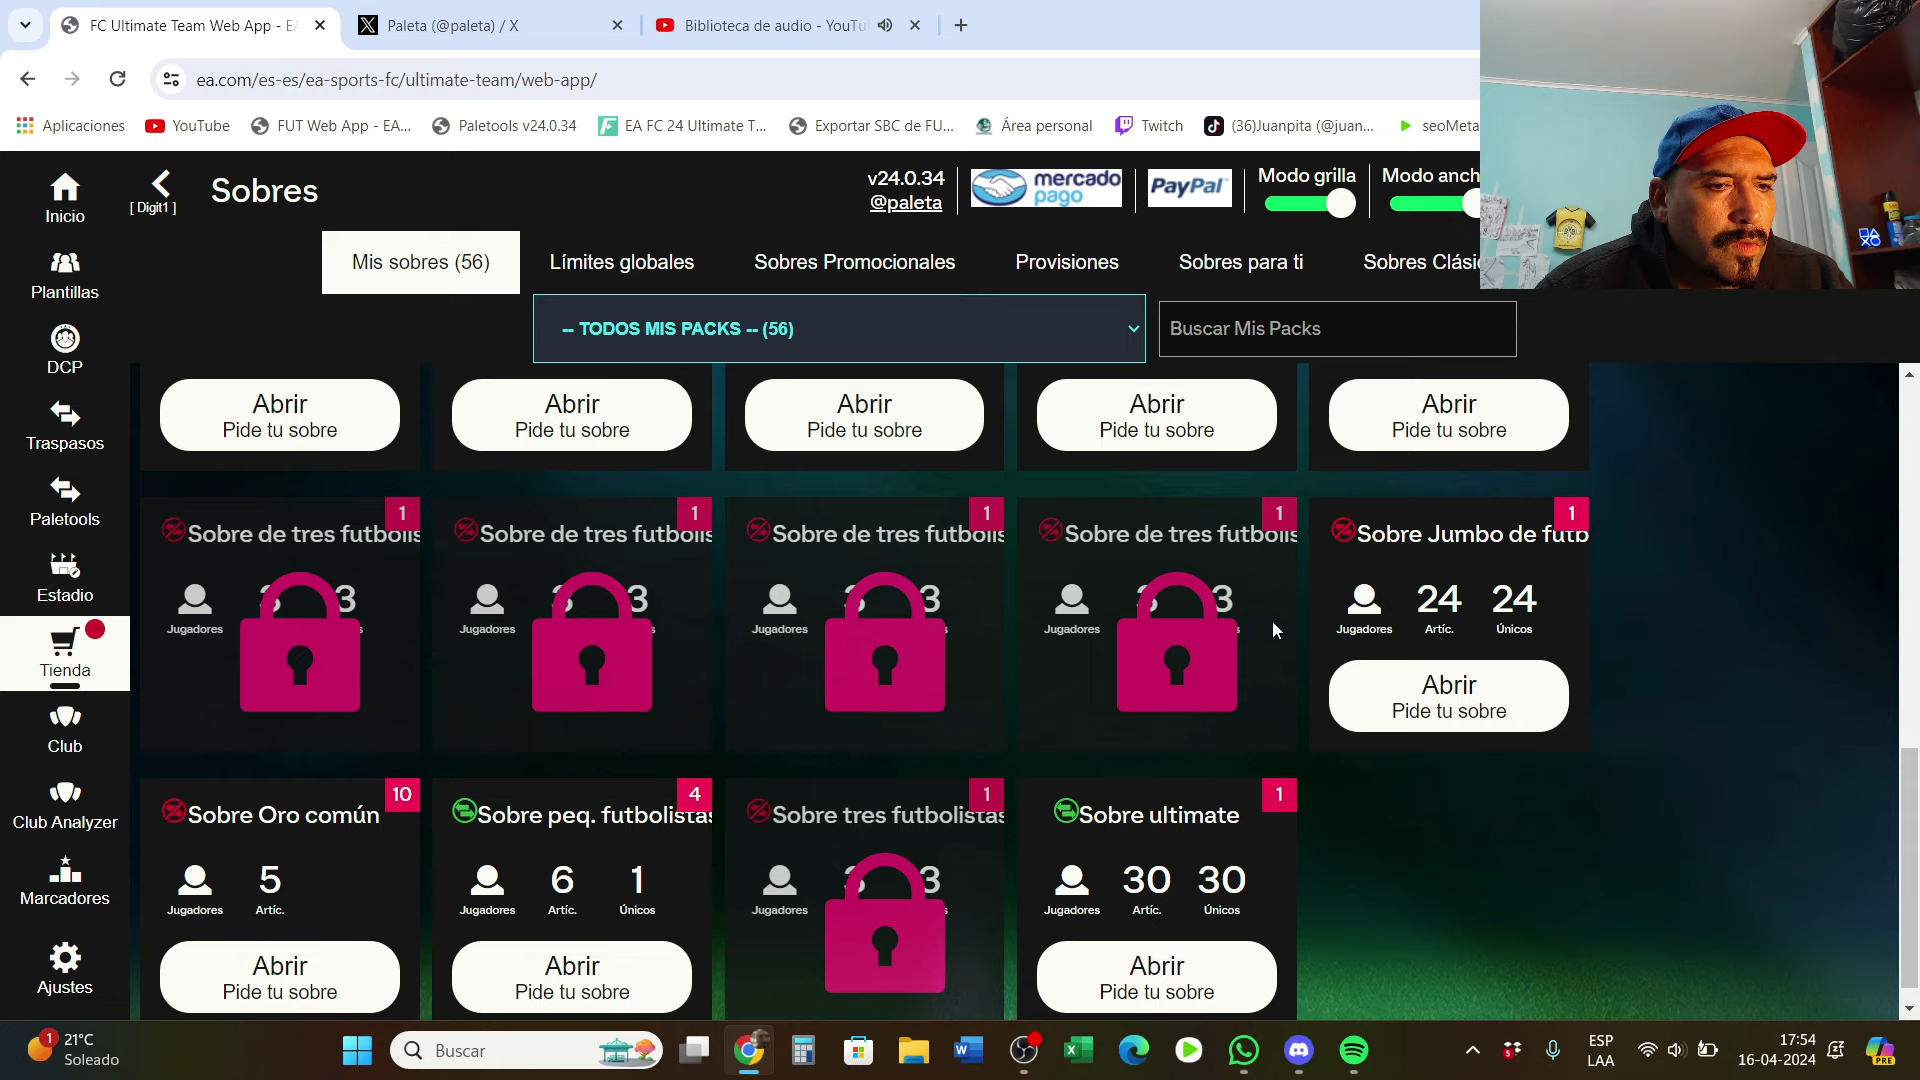 FC Ultimate Team Web App - EA
Paleta (@paleta) / X
Biblioteca de audio - YouTu
ea.com/es-es/ea-sports-fc/ultimate-team/web-app/
Aplicaciones
YouTube
FUT Web App - EA...
Paletools v24.0.34
EA FC 24 Ultimate T...
Exportar SBC de FU...
Área personal
Twitch
(36)Juanpita (@juan...
seoMeta
Inicio
[ Digit1 ]
Sobres
v24.0.34
@paleta
mercado
pago
PayPal
Modo grilla
Modo anch
Plantillas
DCP
Traspasos
Paletools
Estadio
Tienda
Club
Club Analyzer
Marcadores
Ajustes
Mis sobres (56)
Límites globales
Sobres Promocionales
Provisiones
Sobres para ti
Sobres Clási
-- TODOS MIS PACKS -- (56)
Buscar Mis Packs
Abrir
Pide tu sobre
Abrir
Pide tu sobre
Abrir
Pide tu sobre
Abrir
Pide tu sobre
Abrir
Pide tu sobre
1
Sobre de tres futbolis
3
Jugadores
1
Sobre de tres futbolis
3
Jugadores
1
Sobre de tres futbolis
3
Jugadores
1
Sobre de tres futbolis
3
Jugadores
1
Sobre Jumbo de futb
24 24
Jugadores Artíc. Únicos
Abrir
Pide tu sobre
10
Sobre Oro común
5
Jugadores Artíc.
Abrir
Pide tu sobre
4
Sobre peq. futbolistas
6 1
Jugadores Artíc. Únicos
Abrir
Pide tu sobre
1
Sobre tres futbolistas
3
Jugadores
1
Sobre ultimate
30 30
Jugadores Artíc. Únicos
Abrir
Pide tu sobre
1
21°C
Soleado
Buscar
ESP
LAA
17:54
16-04-2024
PRE